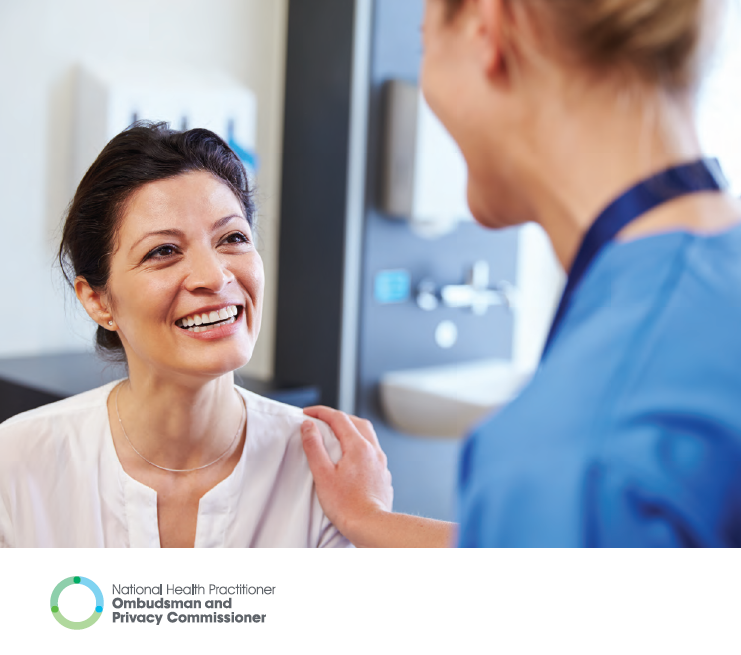 National Health Practitioner
Ombudsman and
Privacy Commissioner